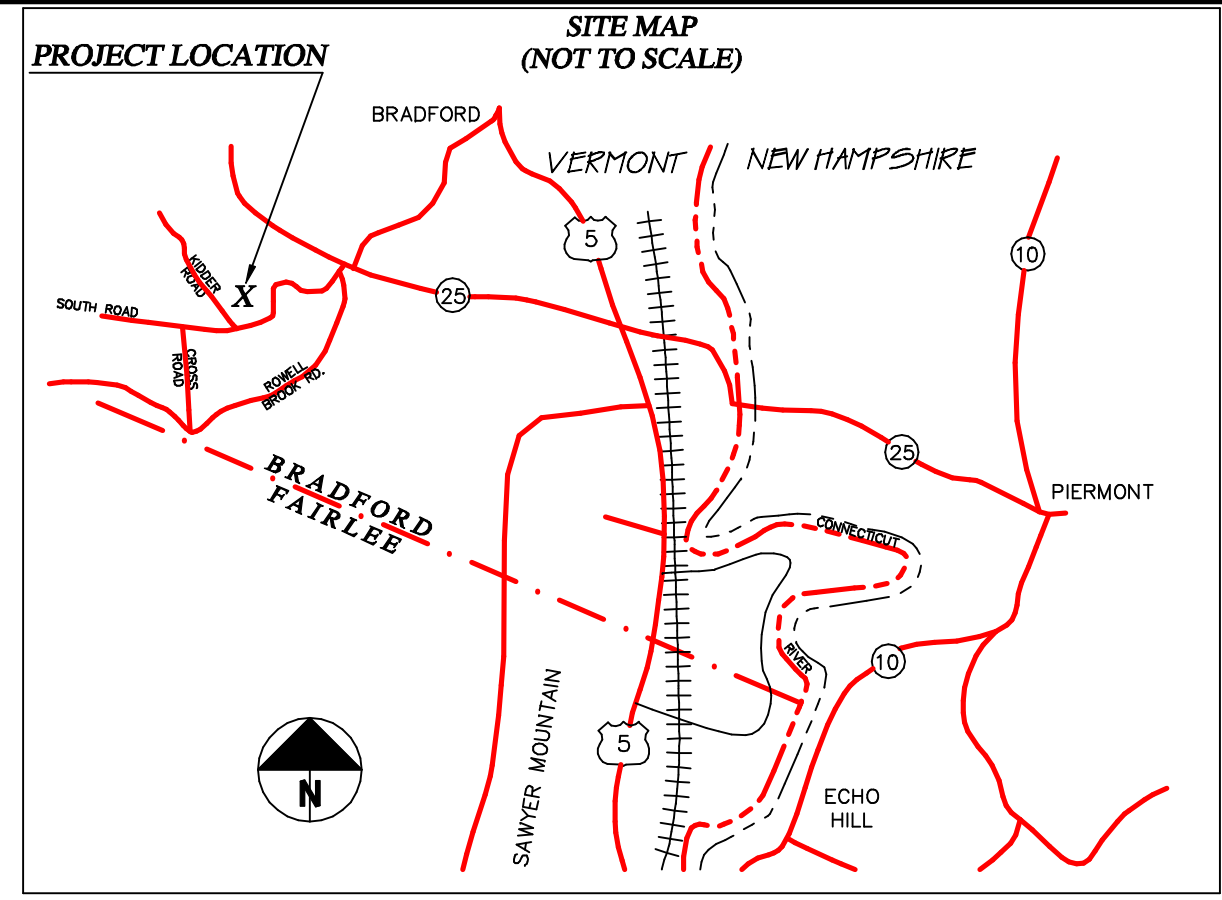 SITE MAP
(NOT TO SCALE)
PROJECT LOCATION
BRADFORD
VERMONT
NEW HAMPSHIRE
5
10
KIDDER
ROAD
X
25
SOUTH ROAD
CROSS
ROAD
ROWELL
BROOK RD.
25
BRADFORD
FAIRLEE
PIERMONT
CONNECTICUT
RIVER
10
SAWYER MOUNTAIN
5
N
ECHO
HILL